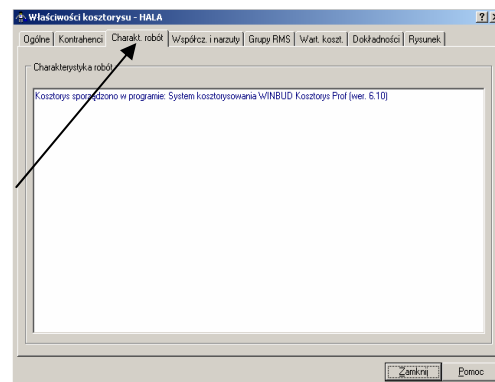 Właściwości kosztorysu - HALA
Ogólne Kontrahenci Charakt. robót Współcz. i narzuty Grupy RMS Wart. koszt. Dokładności Rysunek
Charakterystyka robót
Kosztorys sporządzono w programie: System kosztorysowania WINBUD Kosztorys Prof (wer. 6.10)
Zamknij Pomoc